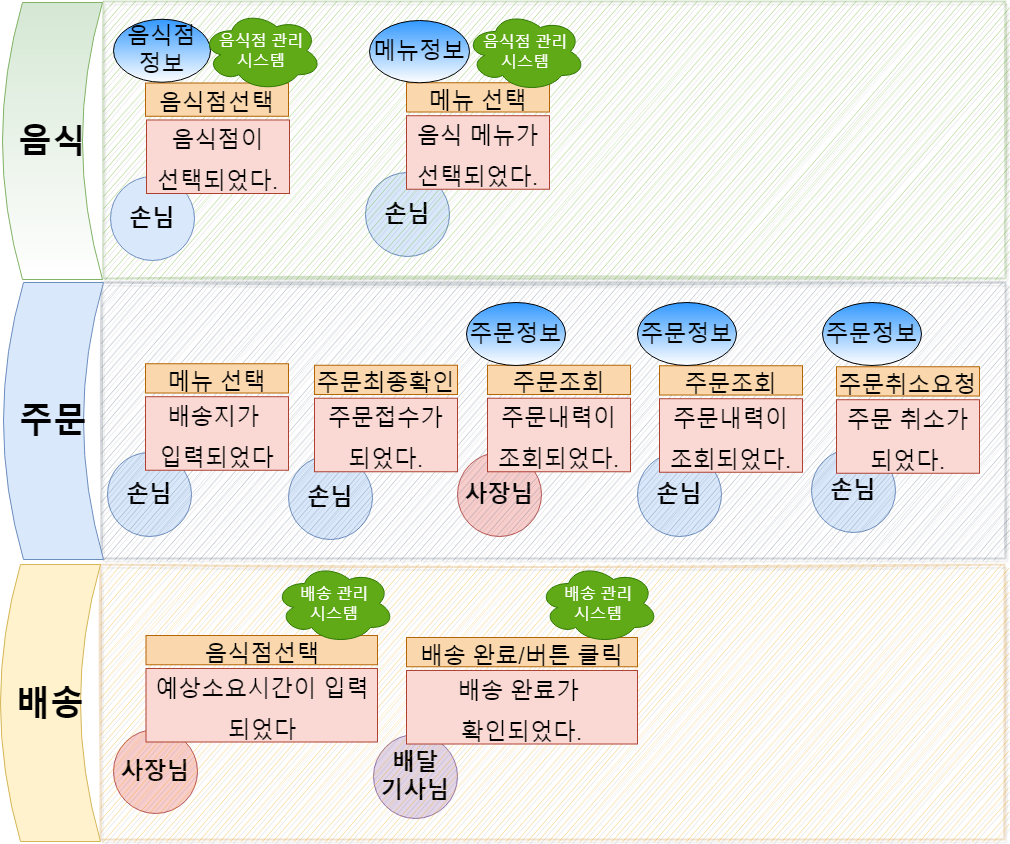 음식
음식점
정보
음식점 관리
시스템
음식점선택
음식점이
선택되었다.
손님
메뉴정보
음식점 관리
시스템
메뉴 선택
음식 메뉴가
선택되었다.
손님
주문
메뉴 선택
배송지가
입력되었다
손님
주문최종확인
주문접수가
되었다.
손님
주문정보
주문조회
주문내력이
조회되었다.
사장님
주문정보
주문조회
주문내력이
조회되었다.
손님
주문정보
주문취소요청
주문 취소가
되었다.
손님
배송
배송 관리
시스템
음식점선택
예상소요시간이 입력
되었다
사장님
배송 관리
시스템
배송 완료/버튼 클릭
배송 완료가
확인되었다.
배달
기사님